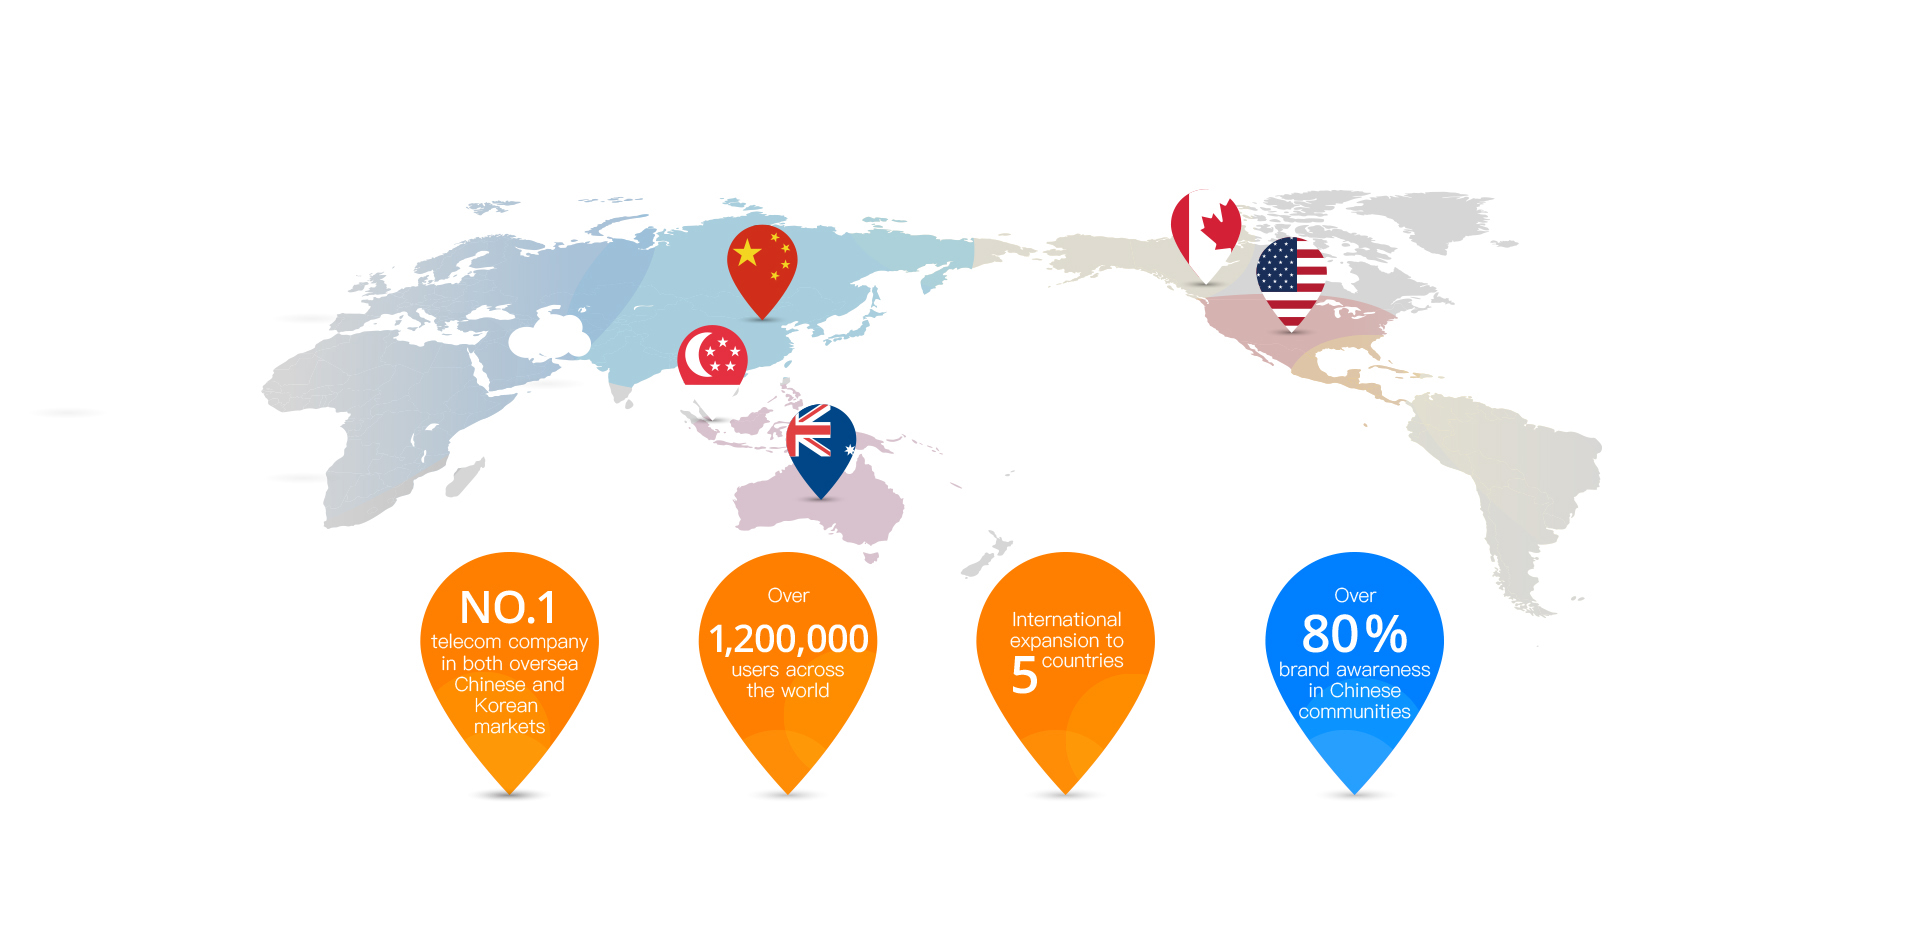 NO.1
telecom company
in both oversea
Chinese and
Korean
markets
Over
1,200,000
users across
the world
International
expansion to
5 countries
Over
80%
brand awareness
in Chinese
communities